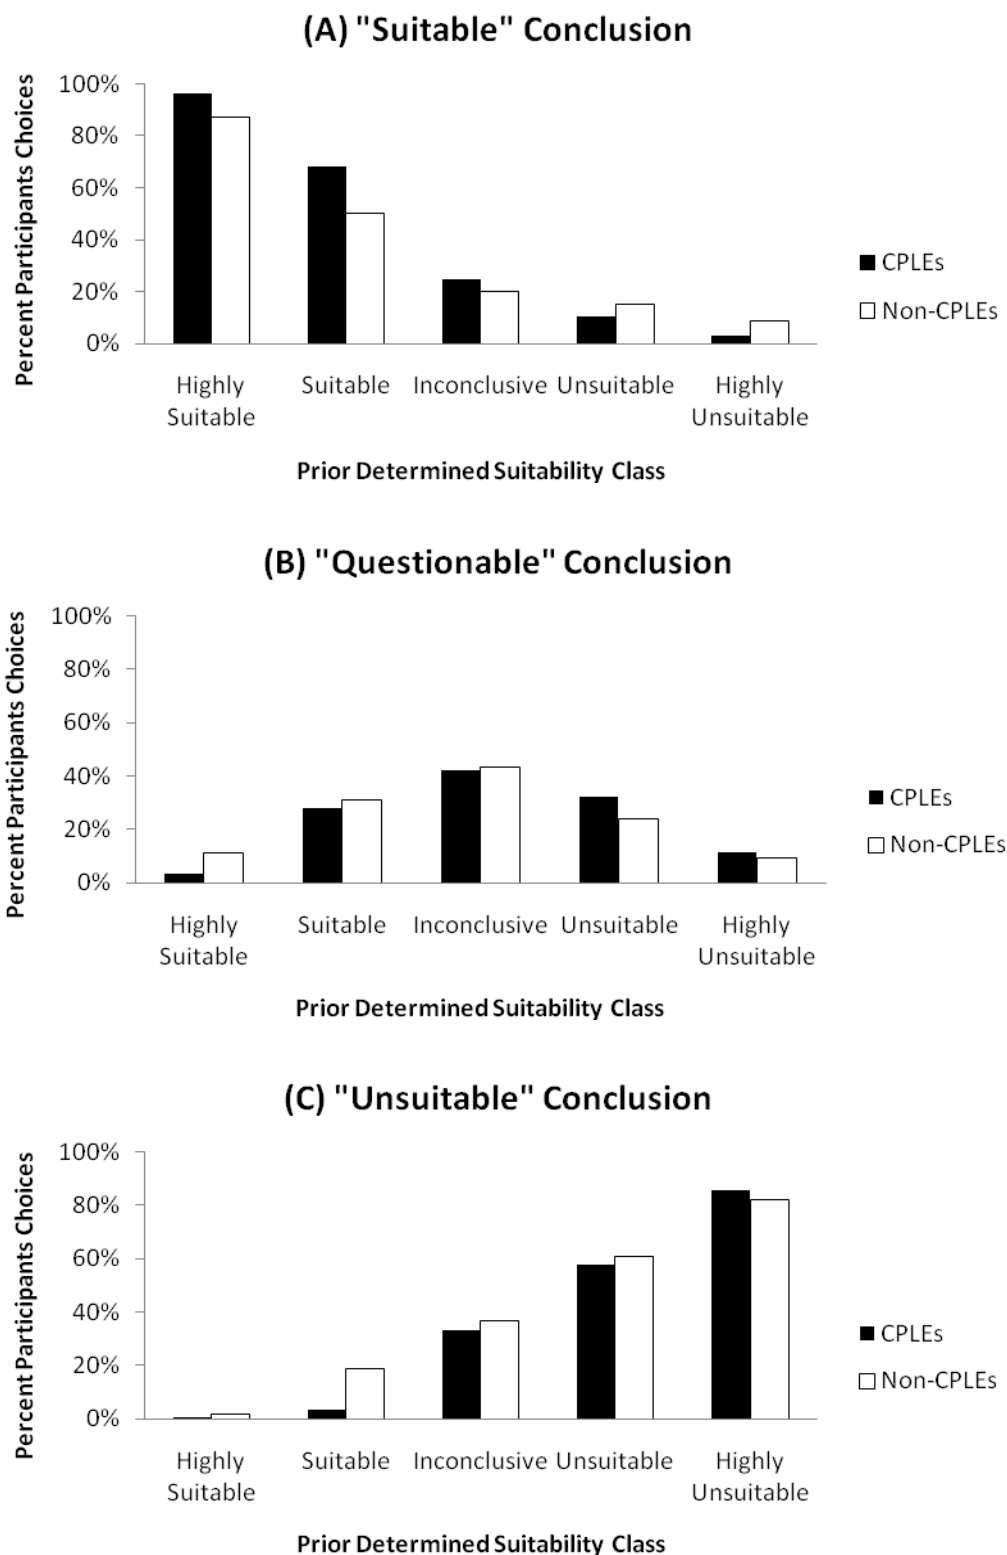 (A) "Suitable" Conclusion
Percent Participants Choices
100%
80%
60%
40%
20%
0%
CPLEs
Non-CPLEs
Highly Suitable
Suitable
Inconclusive
Unsuitable
Highly Unsuitable
Prior Determined Suitability Class
(B) "Questionable" Conclusion
Percent Participants Choices
100%
80%
60%
40%
20%
0%
CPLEs
Non-CPLEs
Highly Suitable
Suitable
Inconclusive
Unsuitable
Highly Unsuitable
Prior Determined Suitability Class
(C) "Unsuitable" Conclusion
Percent Participants Choices
100%
80%
60%
40%
20%
0%
CPLEs
Non-CPLEs
Highly Suitable
Suitable
Inconclusive
Unsuitable
Highly Unsuitable
Prior Determined Suitability Class